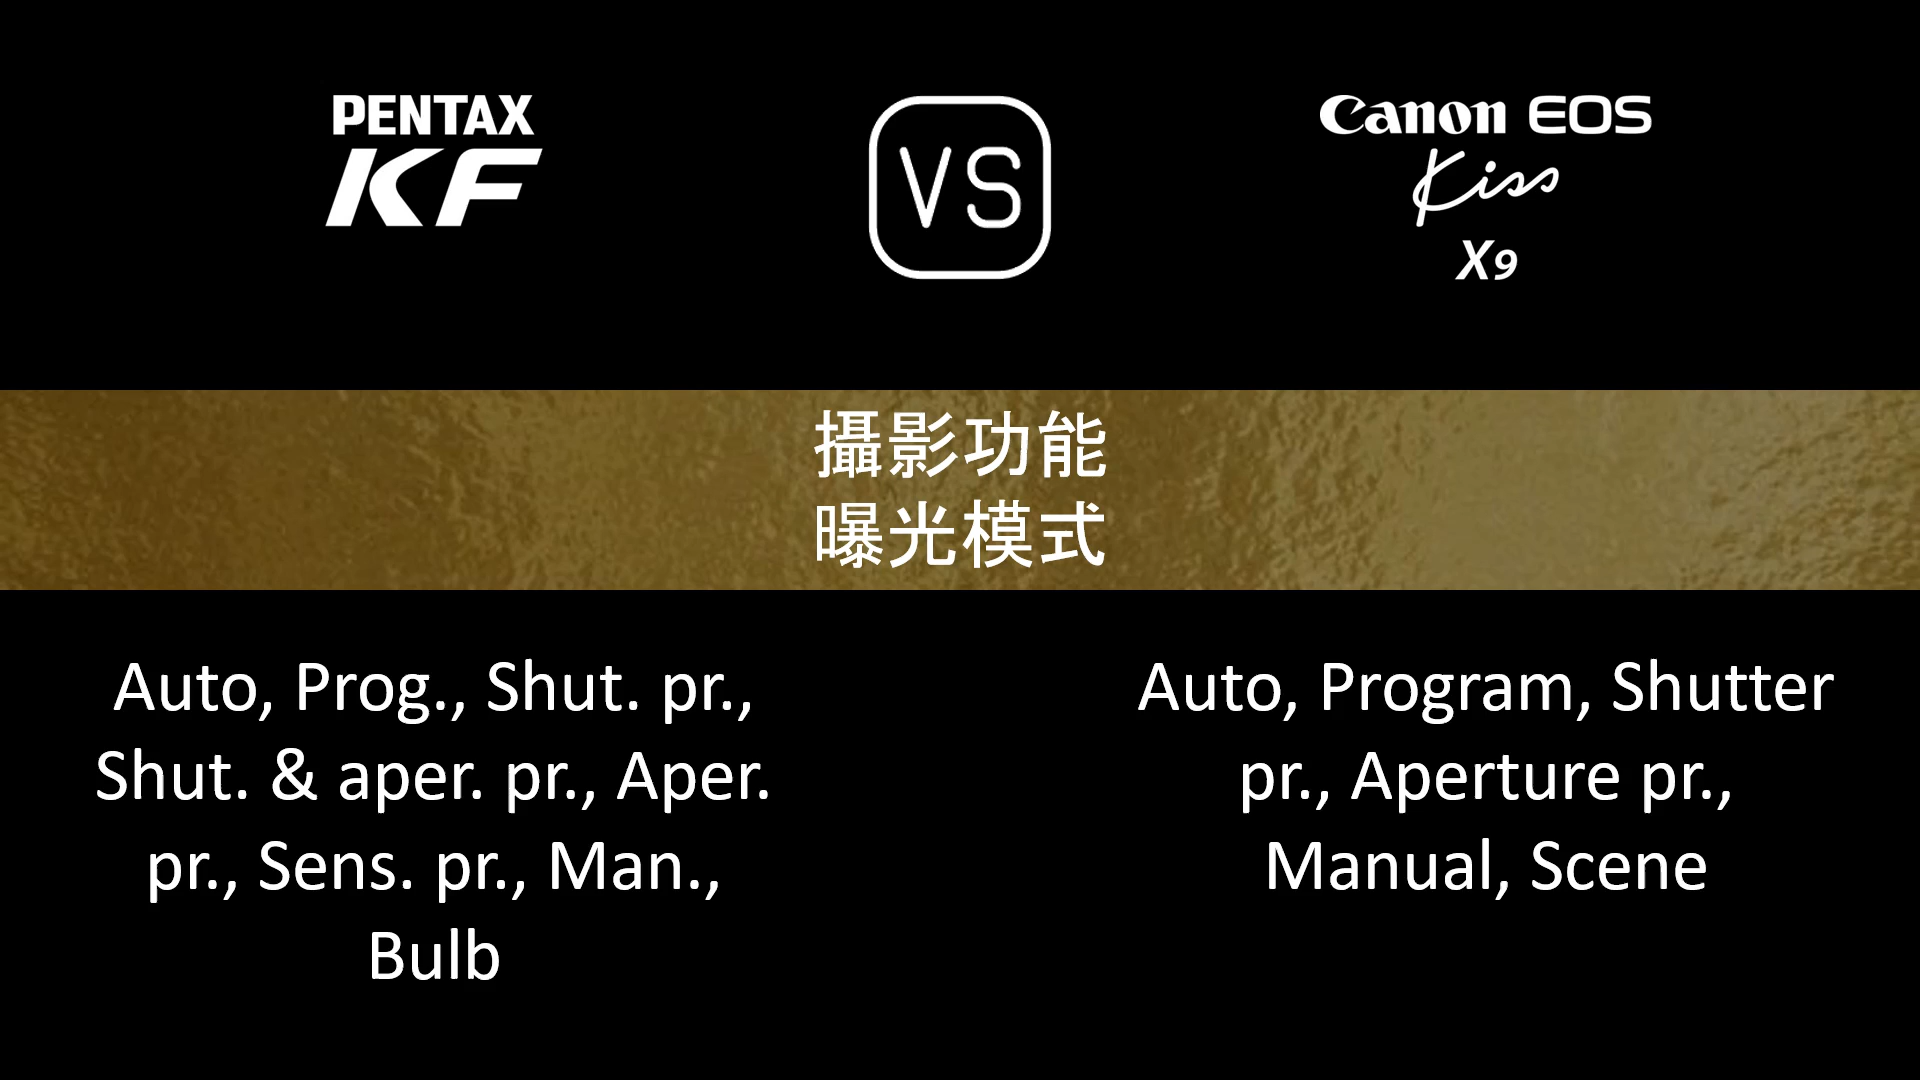 PENTAX
KF
VS
Canon EOS
Kiss
X9
攝影功能
曝光模式
Auto, Prog., Shut. pr.,
Shut. & aper. pr., Aper.
pr., Sens. pr., Man.,
Bulb
Auto, Program, Shutter
pr., Aperture pr.,
Manual, Scene